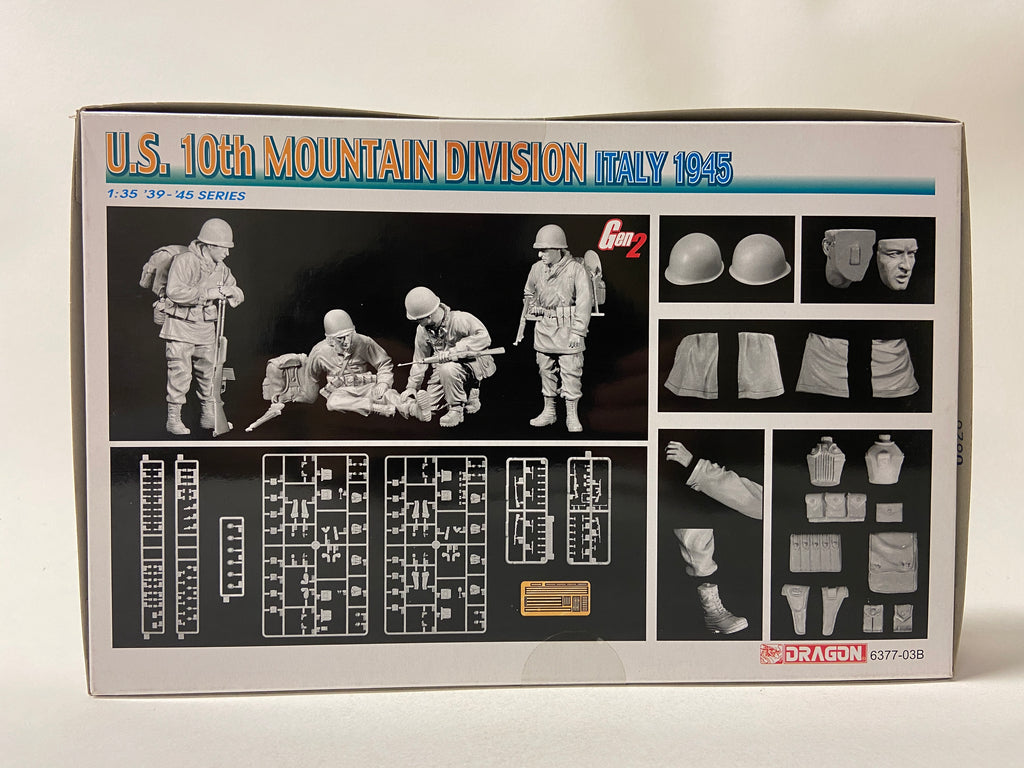 U.S. 10th MOUNTAIN DIVISION ITALY 1945
1:35 '39-'45 SERIES
Gen2
DRAGON 6377-03B